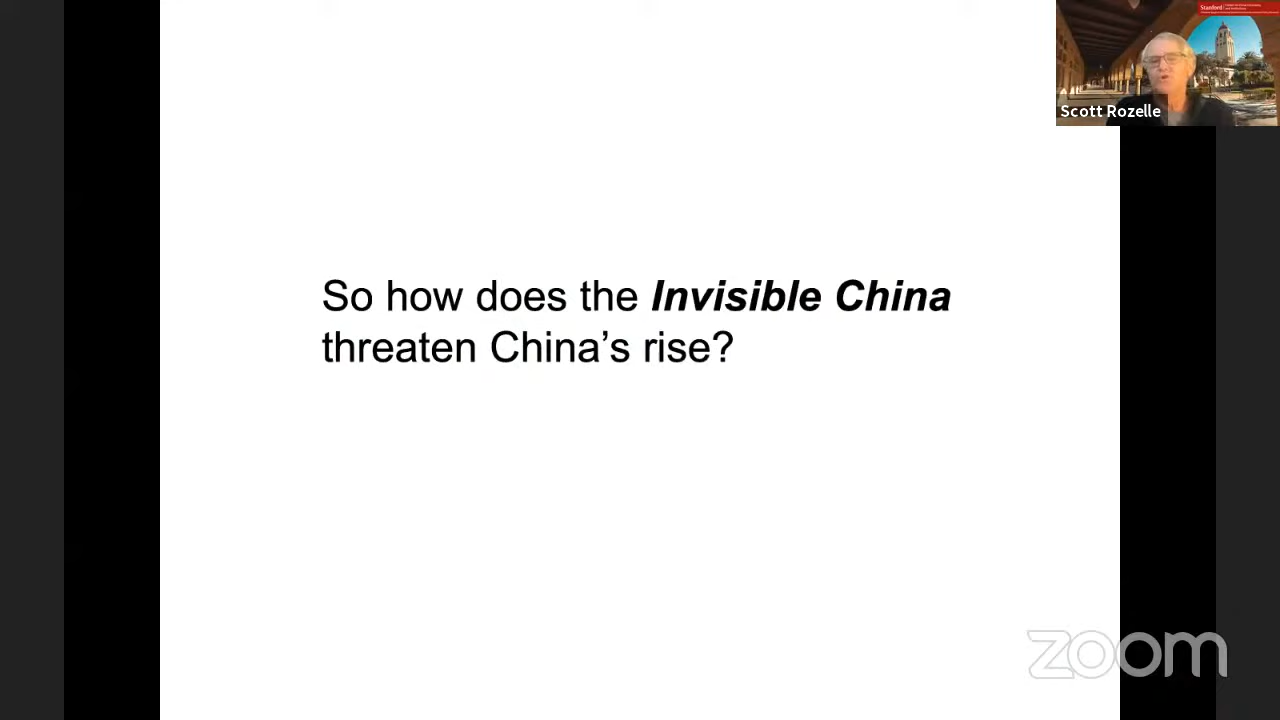 Stanford
Scott Rozelle
So how does the Invisible China
threaten China's rise?
zoom